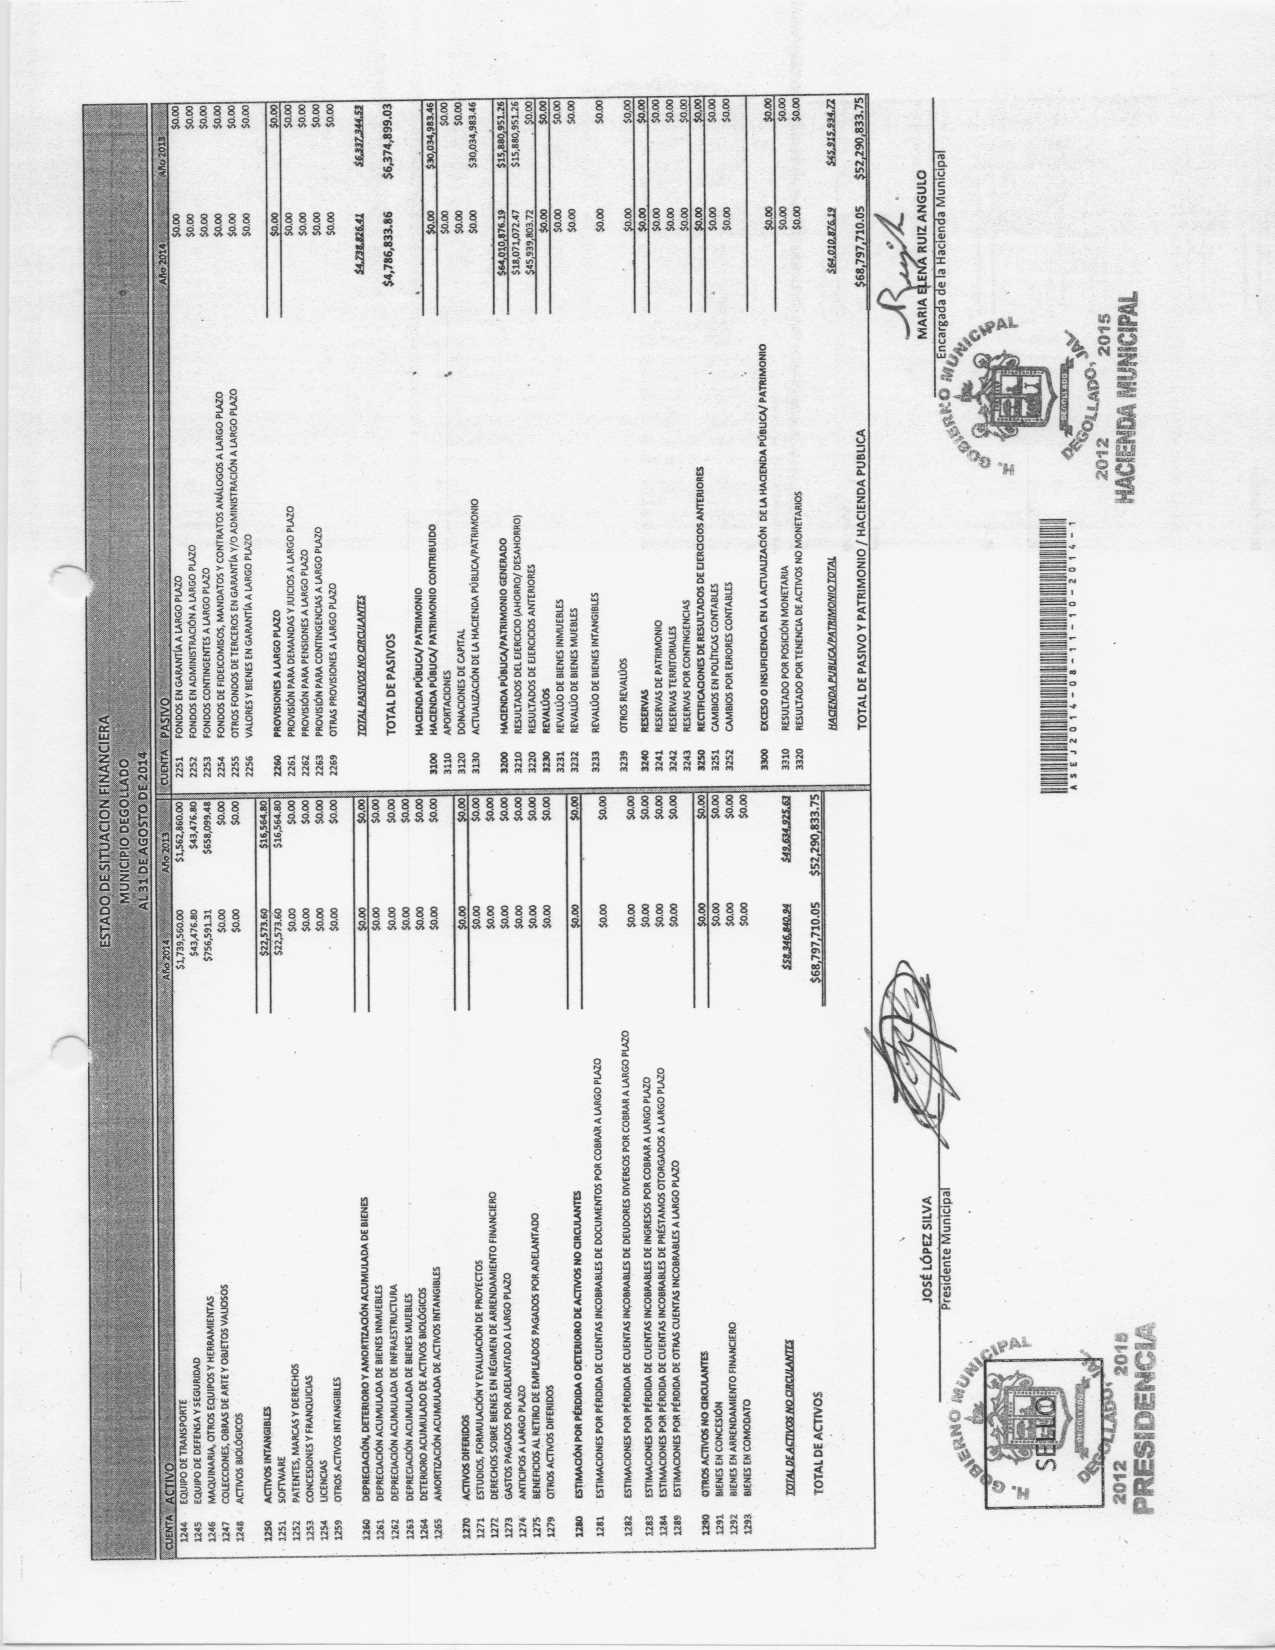 ESTADO DE SITUACION FINANCIERA
MUNICIPIO DEGOLLADO
AL 31 DE AGOSTO DE 2014
CUENTA ACTIVO Año 2014 Año 2013
1244 EQUIPO DE TRANSPORTE $1,739,560.00 $1,562,860.00
1245 EQUIPO DE DEFENSA Y SEGURIDAD $43,476.80 $43,476.80
1246 MAQUINARIA, OTROS EQUIPOS Y HERRAMIENTAS $756,591.31 $658,099.48
1247 COLECCIONES, OBRAS DE ARTE Y OBJETOS VALIOSOS $0.00 $0.00
1248 ACTIVOS BIOLÓGICOS $0.00 $0.00
1250 ACTIVOS INTANGIBLES $22,573.60 $16,564.80
1251 SOFTWARE $22,573.60 $16,564.80
1252 PATENTES, MARCAS Y DERECHOS $0.00 $0.00
1253 CONCESIONES Y FRANQUICIAS $0.00 $0.00
1254 LICENCIAS $0.00 $0.00
1259 OTROS ACTIVOS INTANGIBLES $0.00 $0.00
1260 DEPRECIACIÓN, DETERIORO Y AMORTIZACIÓN ACUMULADA DE BIENES $0.00 $0.00
1261 DEPRECIACIÓN ACUMULADA DE BIENES INMUEBLES $0.00 $0.00
1262 DEPRECIACIÓN ACUMULADA DE INFRAESTRUCTURA $0.00 $0.00
1263 DEPRECIACIÓN ACUMULADA DE BIENES MUEBLES $0.00 $0.00
1264 DETERIORO ACUMULADO DE ACTIVOS BIOLÓGICOS $0.00 $0.00
1265 AMORTIZACIÓN ACUMULADA DE ACTIVOS INTANGIBLES $0.00 $0.00
1270 ACTIVOS DIFERIDOS $0.00 $0.00
1271 ESTUDIOS, FORMULACIÓN Y EVALUACIÓN DE PROYECTOS $0.00 $0.00
1272 DERECHOS SOBRE BIENES EN RÉGIMEN DE ARRENDAMIENTO FINANCIERO $0.00 $0.00
1273 GASTOS PAGADOS POR ADELANTADO A LARGO PLAZO $0.00 $0.00
1274 ANTICIPOS A LARGO PLAZO $0.00 $0.00
1275 BENEFICIOS AL RETIRO DE EMPLEADOS PAGADOS POR ADELANTADO $0.00 $0.00
1279 OTROS ACTIVOS DIFERIDOS $0.00 $0.00
1280 ESTIMACIÓN POR PÉRDIDA O DETERIORO DE ACTIVOS NO CIRCULANTES $0.00 $0.00
1281 ESTIMACIONES POR PÉRDIDA DE CUENTAS INCOBRABLES DE DOCUMENTOS POR COBRAR A LARGO PLAZO $0.00 $0.00
1282 ESTIMACIONES POR PÉRDIDA DE CUENTAS INCOBRABLES DE DEUDORES DIVERSOS POR COBRAR A LARGO PLAZO $0.00 $0.00
1283 ESTIMACIONES POR PÉRDIDA DE CUENTAS INCOBRABLES DE INGRESOS POR COBRAR A LARGO PLAZO $0.00 $0.00
1284 ESTIMACIONES POR PÉRDIDA DE CUENTAS INCOBRABLES DE PRÉSTAMOS OTORGADOS A LARGO PLAZO $0.00 $0.00
1289 ESTIMACIONES POR PÉRDIDA DE OTRAS CUENTAS INCOBRABLES A LARGO PLAZO $0.00 $0.00
1290 OTROS ACTIVOS NO CIRCULANTES $0.00 $0.00
1291 BIENES EN CONCESIÓN $0.00 $0.00
1292 BIENES EN ARRENDAMIENTO FINANCIERO $0.00 $0.00
1293 BIENES EN COMODATO $0.00 $0.00
TOTAL DE ACTIVOS NO CIRCULANTES $58,346,840.94 $49,634,925.63
TOTAL DE ACTIVOS $68,797,710.05 $52,290,833.75
CUENTA PASIVO Año 2014 Año 2013
2251 FONDOS EN GARANTÍA A LARGO PLAZO $0.00 $0.00
2252 FONDOS EN ADMINISTRACIÓN A LARGO PLAZO $0.00 $0.00
2253 FONDOS CONTINGENTES A LARGO PLAZO $0.00 $0.00
2254 FONDOS DE FIDEICOMISOS, MANDATOS Y CONTRATOS ANÁLOGOS A LARGO PLAZO $0.00 $0.00
2255 OTROS FONDOS DE TERCEROS EN GARANTÍA Y/O ADMINISTRACIÓN A LARGO PLAZO $0.00 $0.00
2256 VALORES Y BIENES EN GARANTÍA A LARGO PLAZO $0.00 $0.00
2260 PROVISIONES A LARGO PLAZO $0.00 $0.00
2261 PROVISIÓN PARA DEMANDAS Y JUICIOS A LARGO PLAZO $0.00 $0.00
2262 PROVISIÓN PARA PENSIONES A LARGO PLAZO $0.00 $0.00
2263 PROVISIÓN PARA CONTINGENCIAS A LARGO PLAZO $0.00 $0.00
2269 OTRAS PROVISIONES A LARGO PLAZO $0.00 $0.00
TOTAL PASIVOS NO CIRCULANTES $4,738,826.41 $6,337,344.53
TOTAL DE PASIVOS $4,786,833.86 $6,374,899.03
HACIENDA PÚBLICA/ PATRIMONIO
3100 HACIENDA PÚBLICA/ PATRIMONIO CONTRIBUIDO $0.00 $30,034,983.46
3110 APORTACIONES $0.00 $0.00
3120 DONACIONES DE CAPITAL $0.00 $0.00
3130 ACTUALIZACIÓN DE LA HACIENDA PÚBLICA/PATRIMONIO $0.00 $30,034,983.46
3200 HACIENDA PÚBLICA/PATRIMONIO GENERADO $64,010,876.19 $15,880,951.26
3210 RESULTADOS DEL EJERCICIO (AHORRO/ DESAHORRO) $18,071,072.47 $15,880,951.26
3220 RESULTADOS DE EJERCICIOS ANTERIORES $45,939,803.72 $0.00
3230 REVALÚOS $0.00 $0.00
3231 REVALÚO DE BIENES INMUEBLES $0.00 $0.00
3232 REVALÚO DE BIENES MUEBLES $0.00 $0.00
3233 REVALÚO DE BIENES INTANGIBLES $0.00 $0.00
3239 OTROS REVALÚOS $0.00 $0.00
3240 RESERVAS $0.00 $0.00
3241 RESERVAS DE PATRIMONIO $0.00 $0.00
3242 RESERVAS TERRITORIALES $0.00 $0.00
3243 RESERVAS POR CONTINGENCIAS $0.00 $0.00
3250 RECTIFICACIONES DE RESULTADOS DE EJERCICIOS ANTERIORES $0.00 $0.00
3251 CAMBIOS EN POLÍTICAS CONTABLES $0.00 $0.00
3252 CAMBIOS POR ERRORES CONTABLES $0.00 $0.00
3300 EXCESO O INSUFICIENCIA EN LA ACTUALIZACIÓN DE LA HACIENDA PÚBLICA/ PATRIMONIO $0.00 $0.00
3310 RESULTADO POR POSICIÓN MONETARIA $0.00 $0.00
3320 RESULTADO POR TENENCIA DE ACTIVOS NO MONETARIOS $0.00 $0.00
HACIENDA PUBLICA/PATRIMONIO TOTAL $64,010,876.19 $45,915,934.72
TOTAL DE PASIVO Y PATRIMONIO / HACIENDA PUBLICA $68,797,710.05 $52,290,833.75
JOSÉ LÓPEZ SILVA
Presidente Municipal
MARIA ELENA RUIZ ANGULO
Encargada de la Hacienda Municipal
H. GOBIERNO MUNICIPAL
SELLO
DEGOLLADO, JAL
2012 2015
PRESIDENCIA
ASEJ2014-08-11-10-2014-1
H. GOBIERNO MUNICIPAL
DEGOLLADO
DEGOLLADO, JAL
2012 2015
HACIENDA MUNICIPAL